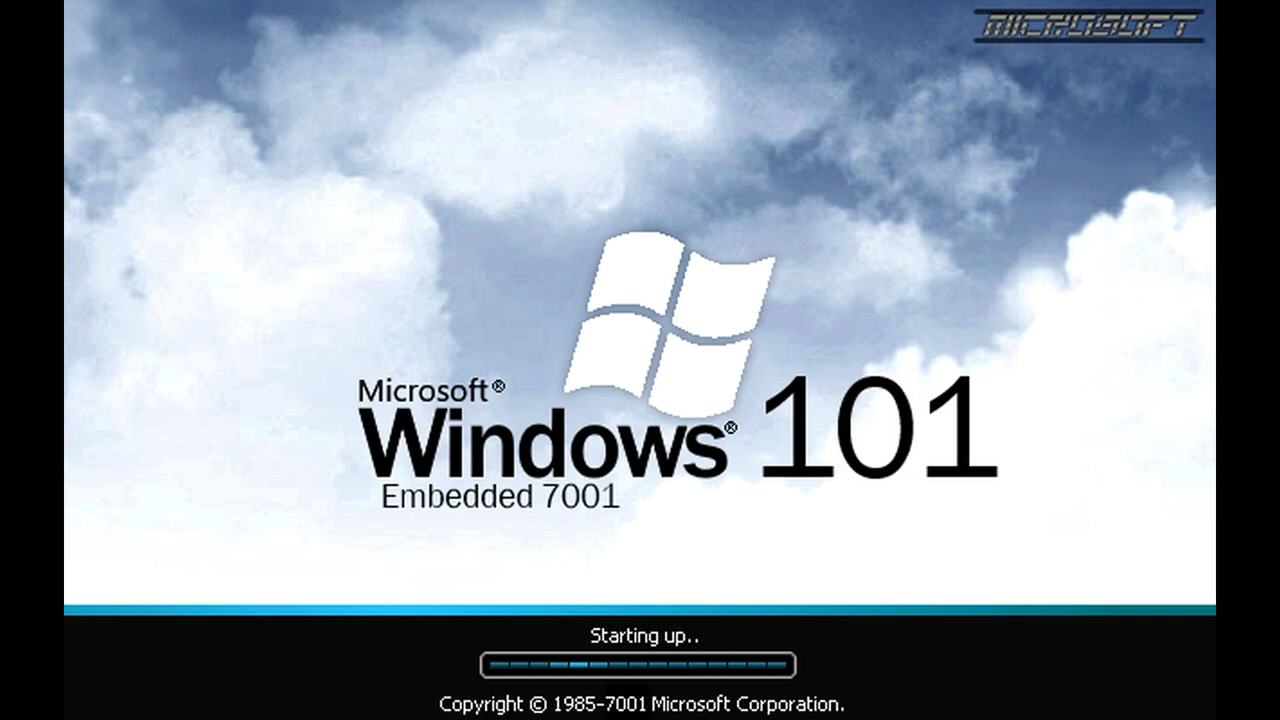 MICROSOFT
Microsoft®
Windows® 101
Embedded 7001
Starting up..
Copyright © 1985-7001 Microsoft Corporation.